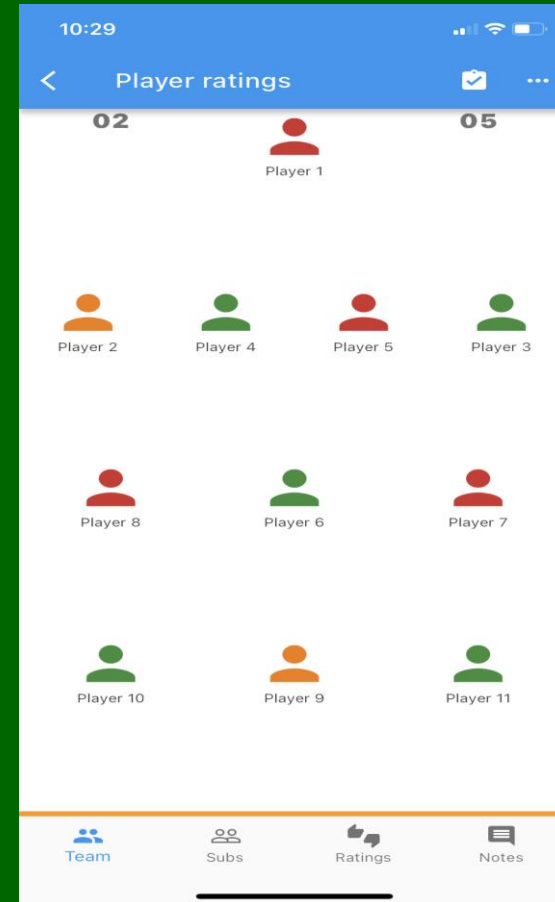 10:29
Player ratings
02 05
Player 1
Player 2 Player 4 Player 5 Player 3
Player 8 Player 6 Player 7
Player 10 Player 9 Player 11
Team Subs Ratings Notes